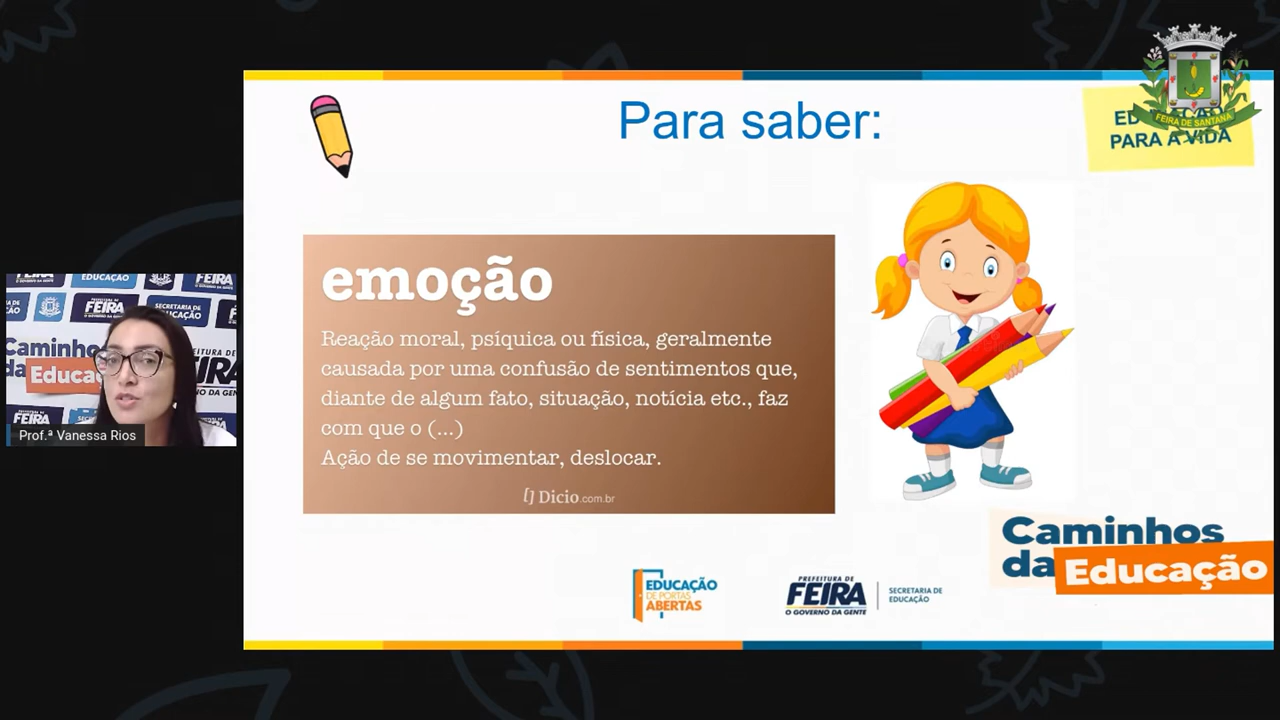 Para saber:
PARA A VIDA
FEIRA DE SANTANA
emoção
Reação moral, psíquica ou física, geralmente
causada por uma confusão de sentimentos que,
diante de algum fato, situação, notícia etc., faz
com que o (...)
Ação de se movimentar, deslocar.
Dicio.com.br
Caminhos
da Educação
EDUCAÇÃO
DE PORTAS
ABERTAS
PREFEITURA DE
FEIRA
O GOVERNO DA GENTE
SECRETARIA DE
EDUCAÇÃO
EDUCAÇÃO
FEIRA
SECRETARIA DE
Caminhos
da Educa
FEIRA
Prof.ª Vanessa Rios